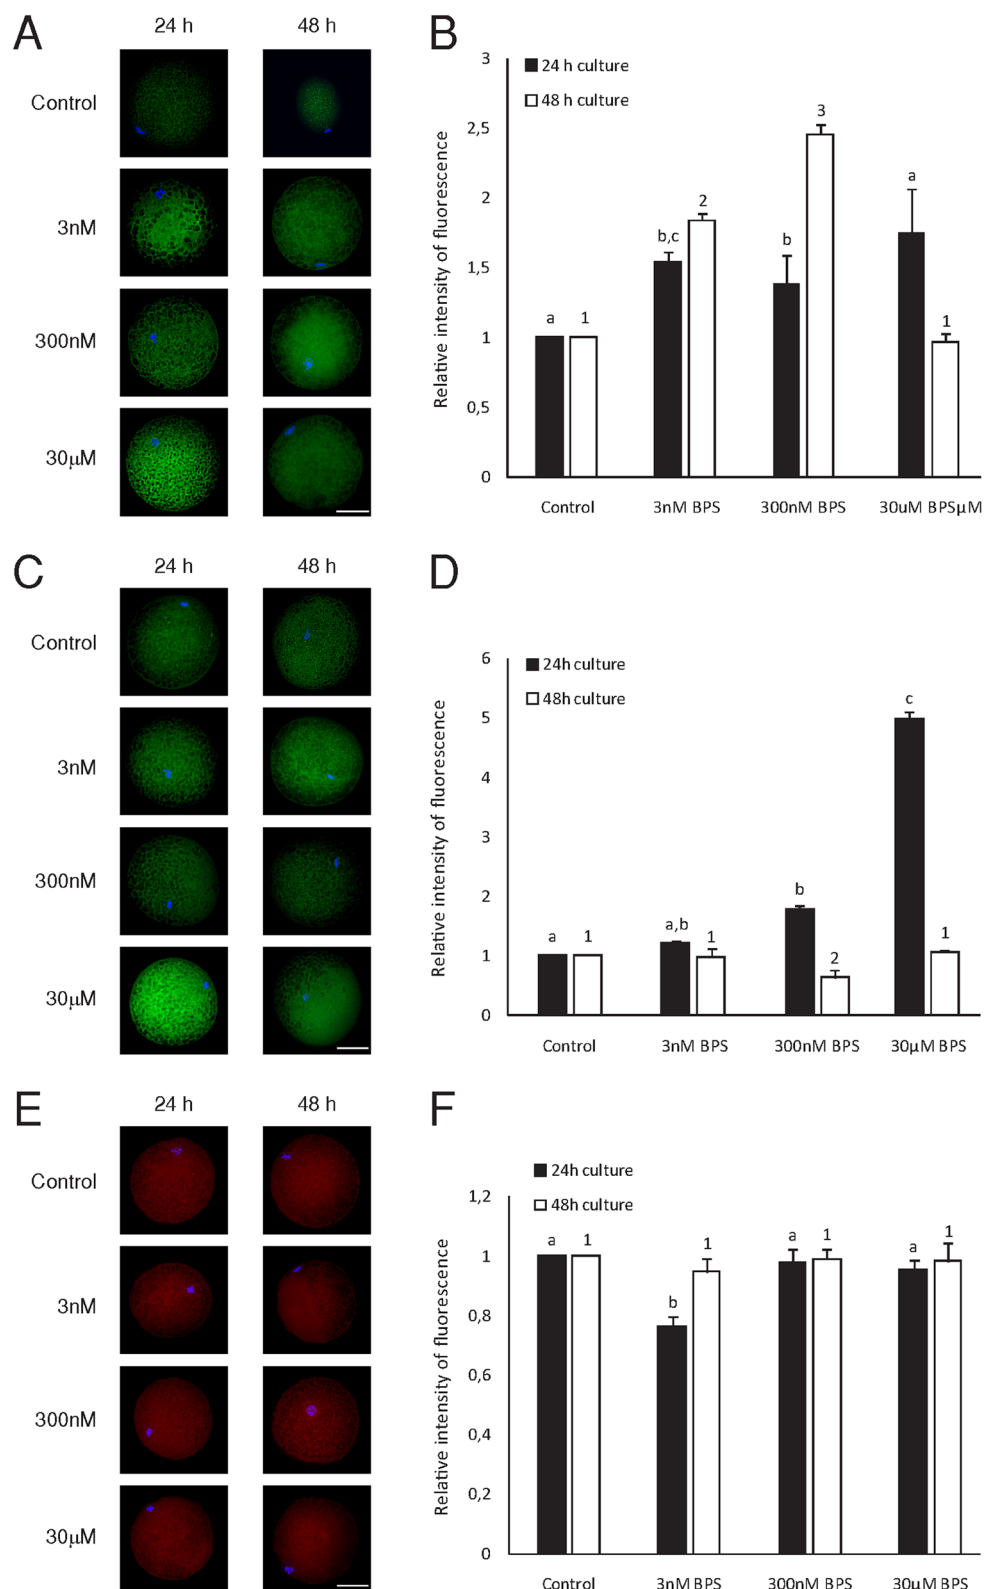 A
24 h
48 h
Control
3nM
300nM
30μM
B
24 h culture
48 h culture
Relative intensity of fluorescence
3
2,5
2
1,5
1
0,5
0
a
1
b,c
2
b
3
a
1
Control
3nM BPS
300nM BPS
30uM BPSμM
C
24 h
48 h
Control
3nM
300nM
30μM
D
24h culture
48h culture
Relative intensity of fluorescence
6
5
4
3
2
1
0
a
1
a,b
1
b
2
c
1
Control
3nM BPS
300nM BPS
30μM BPS
E
24 h
48 h
Control
3nM
300nM
30μM
F
24h culture
48h culture
Relative intensity of fluorescence
1,2
1
0,8
0,6
0,4
0,2
0
a
1
b
1
a
1
a
1
Control
3nM BPS
300nM BPS
30μM BPS